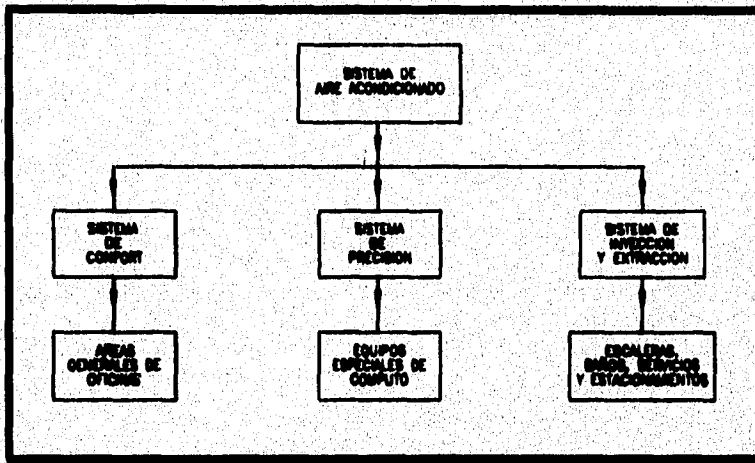 SISTEMA DE
AIRE ACONDICIONADO
SISTEMA
DE
CONFORT
SISTEMA
DE
PRECISION
SISTEMA DE
INYECCION
Y EXTRACCION
AREAS
GENERALES DE
OFICINAS
EQUIPOS
ESPECIALES DE
COMPUTO
ESCALERAS,
BAÑOS, SERVICIOS
Y ESTACIONAMIENTOS